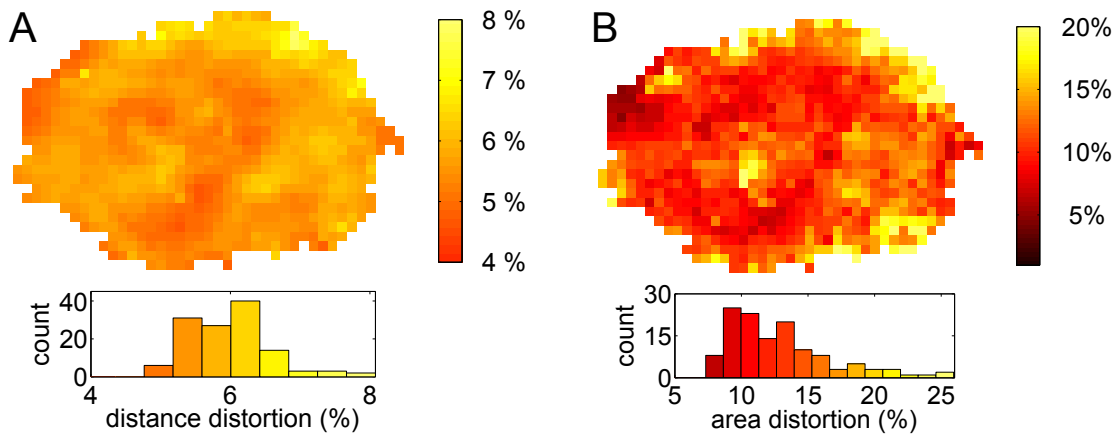 A
8 %
7 %
6 %
5 %
4 %
count
40
20
0
4 6 8
distance distortion (%)
B
20%
15%
10%
5%
count
30
15
0
5 10 15 20 25
area distortion (%)